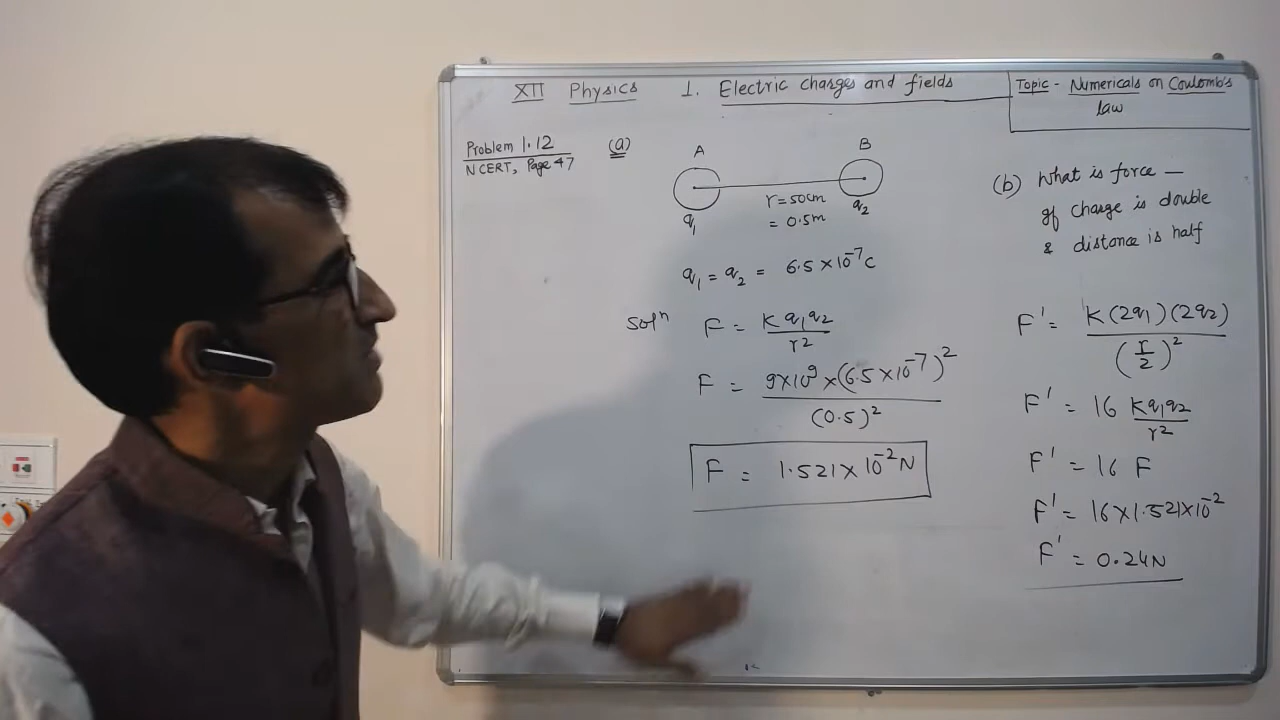 XII Physics 1. Electric charges and fields
Topic - Numericals on Coulomb's
law
Problem 1.12 (a)
NCERT, Page 47
A B
r = 50cm
= 0.5m
q₁ q₂
q₁ = q₂ = 6.5 × 10⁻⁷ C
Solⁿ F = K q₁q₂ / r²
F = 9×10⁹ × (6.5 × 10⁻⁷)² / (0.5)²
F = 1.521 × 10⁻² N
(b) What is force —
If charge is double
& distance is half
F' = K(2q₁)(2q₂) / (r/2)²
F' = 16 Kq₁q₂ / r²
F' = 16 F
F' = 16×1.521×10⁻²
F' = 0.24N